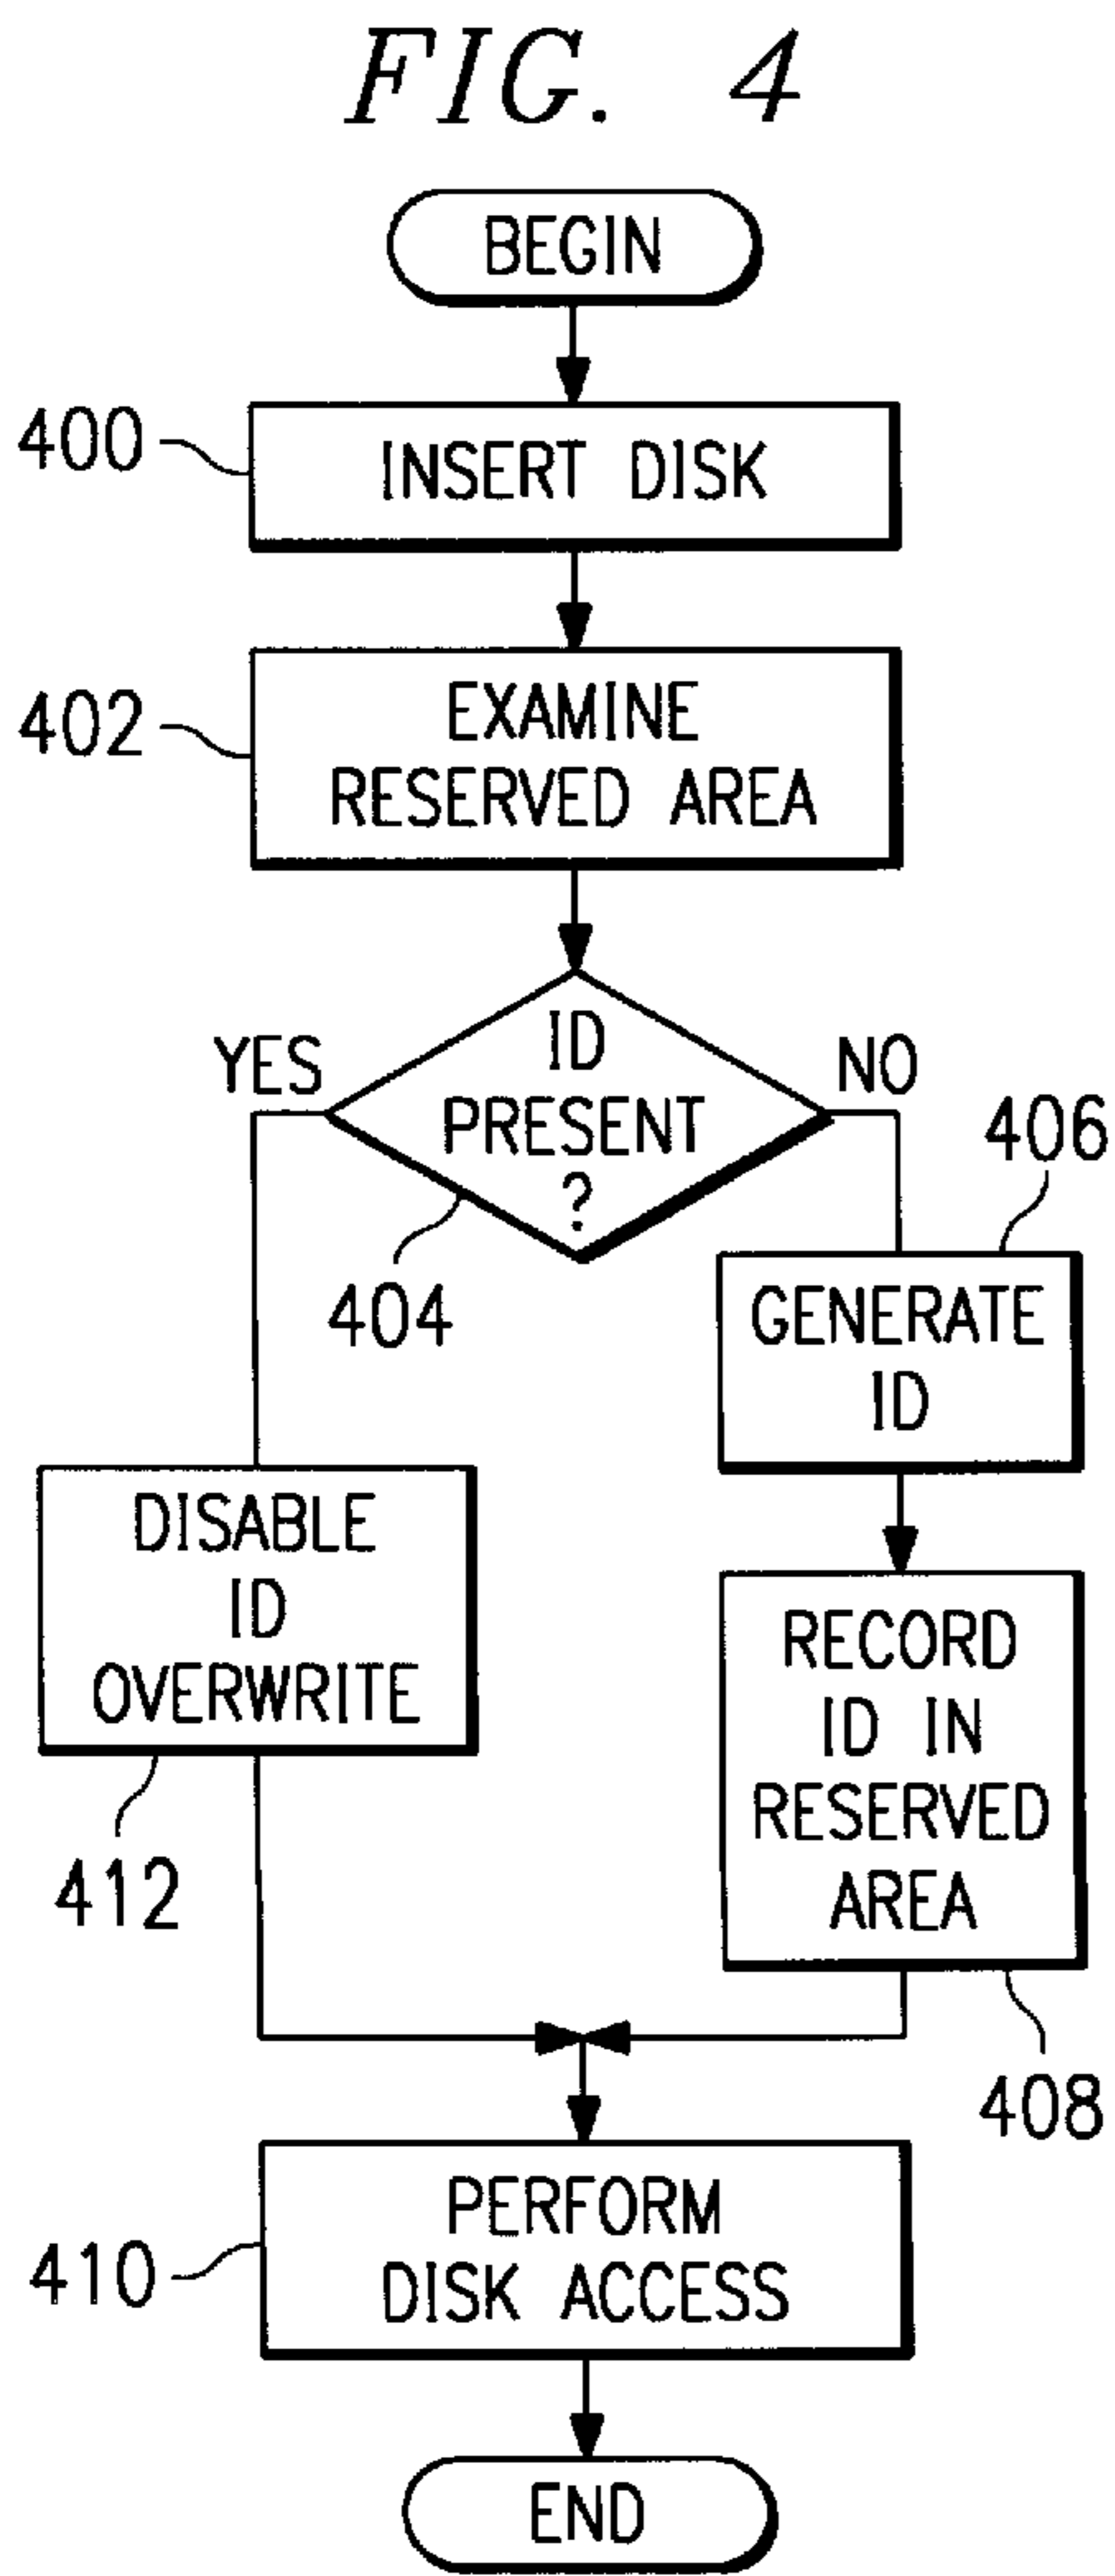 FIG. 4
BEGIN
400
INSERT DISK
402
EXAMINE
RESERVED AREA
YES
ID
PRESENT
?
NO
404
406
GENERATE
ID
DISABLE
ID
OVERWRITE
412
RECORD
ID IN
RESERVED
AREA
408
410
PERFORM
DISK ACCESS
END